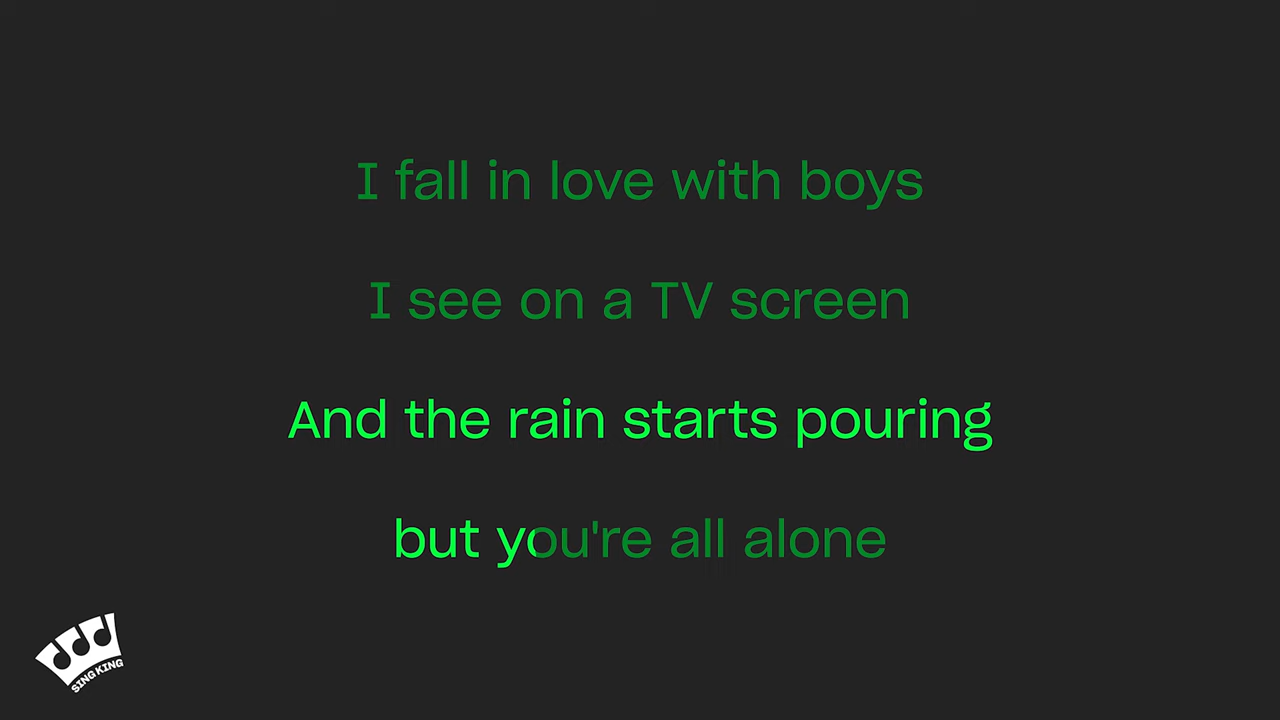 I fall in love with boys
I see on a TV screen
And the rain starts pouring
but you're all alone
SING KING